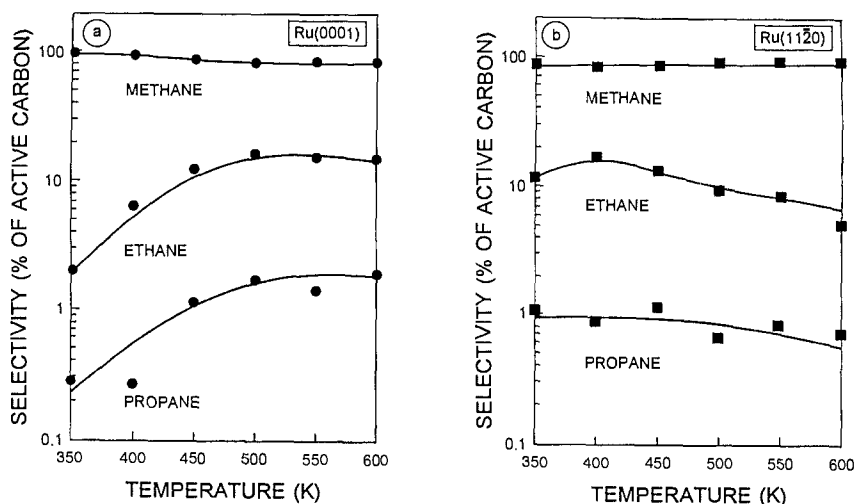 a
Ru(0001)
SELECTIVITY (% OF ACTIVE CARBON)
100
10
1
0.1
METHANE
ETHANE
PROPANE
350 400 450 500 550 600
TEMPERATURE (K)
b
Ru(112̅0)
SELECTIVITY (% OF ACTIVE CARBON)
100
10
1
0.1
METHANE
ETHANE
PROPANE
350 400 450 500 550 600
TEMPERATURE (K)